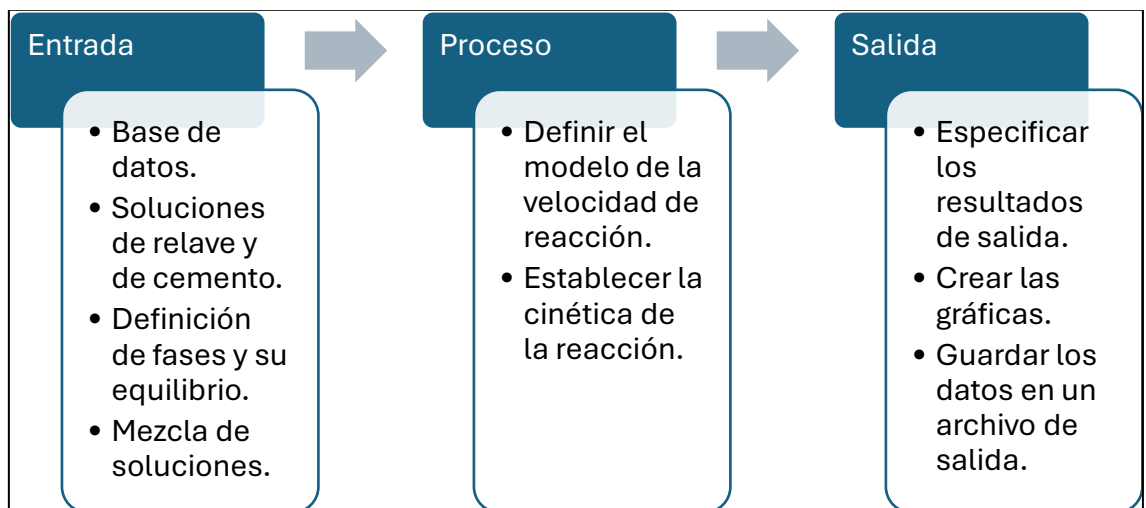 Entrada
• Base de
datos.
• Soluciones
de relave y
de cemento.
• Definición
de fases y su
equilibrio.
• Mezcla de
soluciones.
Proceso
• Definir el
modelo de la
velocidad de
reacción.
• Establecer la
cinética de
la reacción.
Salida
• Especificar
los
resultados
de salida.
• Crear las
gráficas.
• Guardar los
datos en un
archivo de
salida.